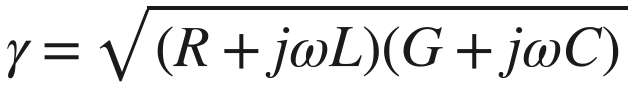 γ = √(R + jωL)(G + jωC)